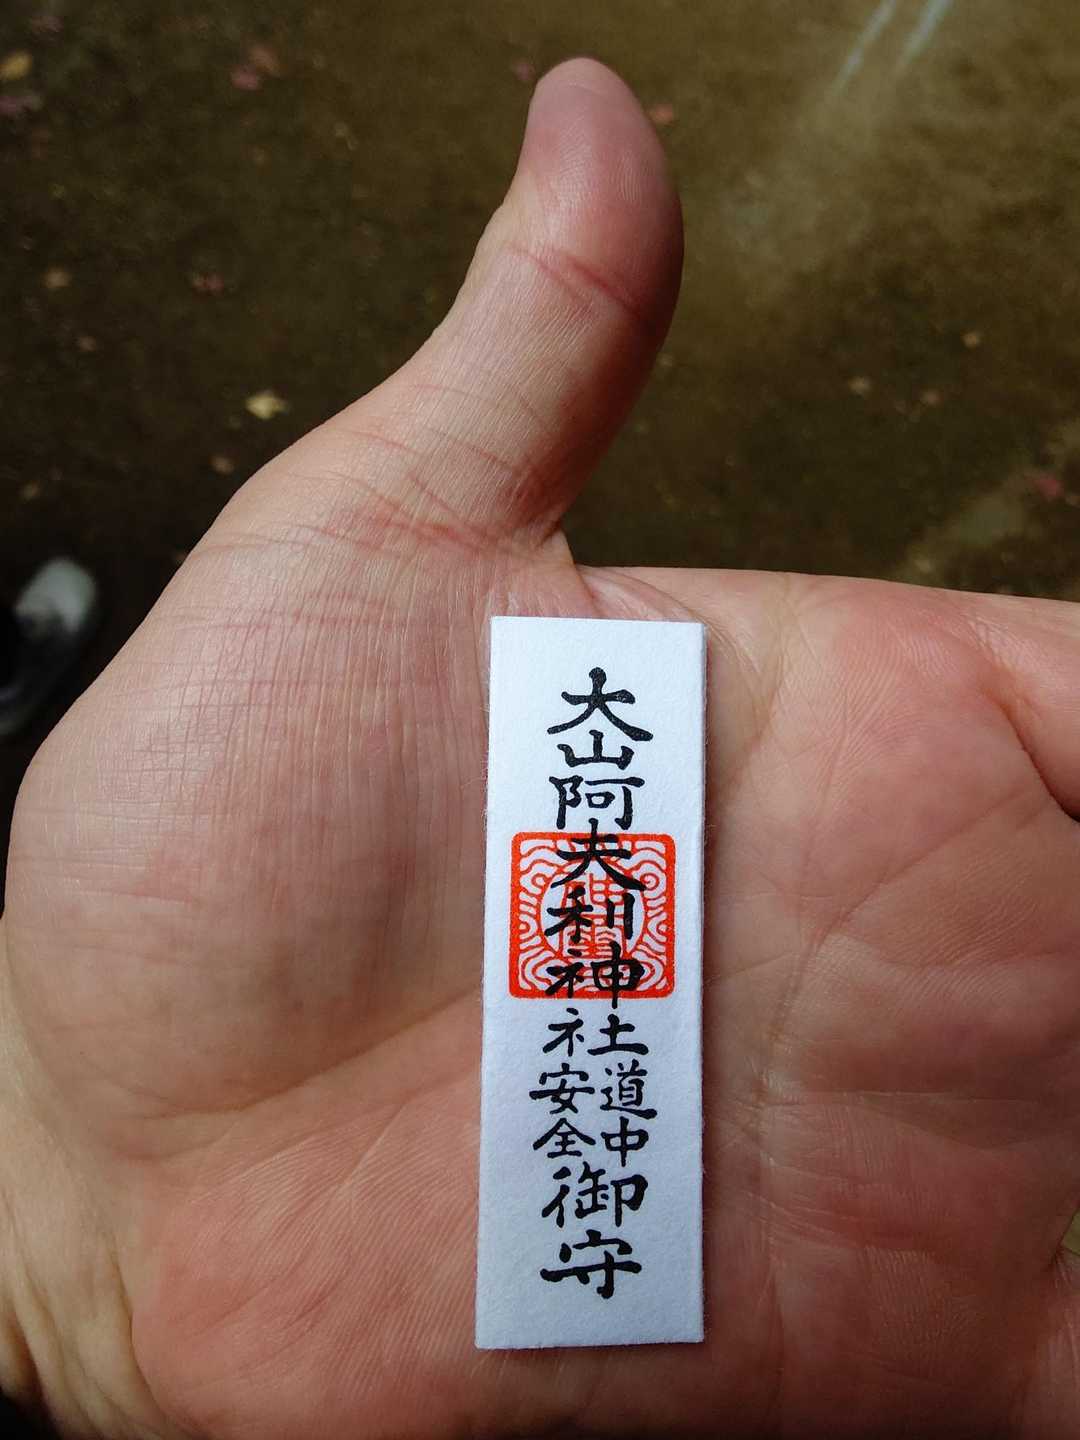 大山阿夫利神社
道中
安全
御守